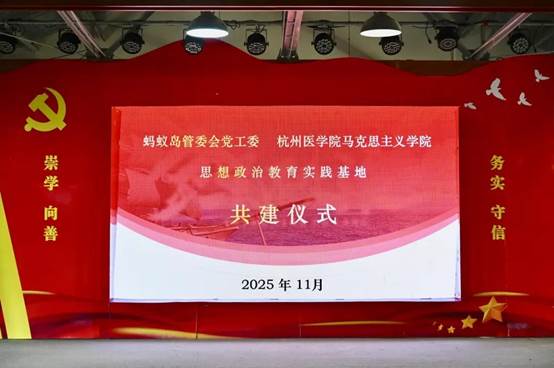 蚂蚁岛管委会党工委 杭州医学院马克思主义学院
思想政治教育实践基地
共建仪式
2025年11月
崇学 向善
务实 守信